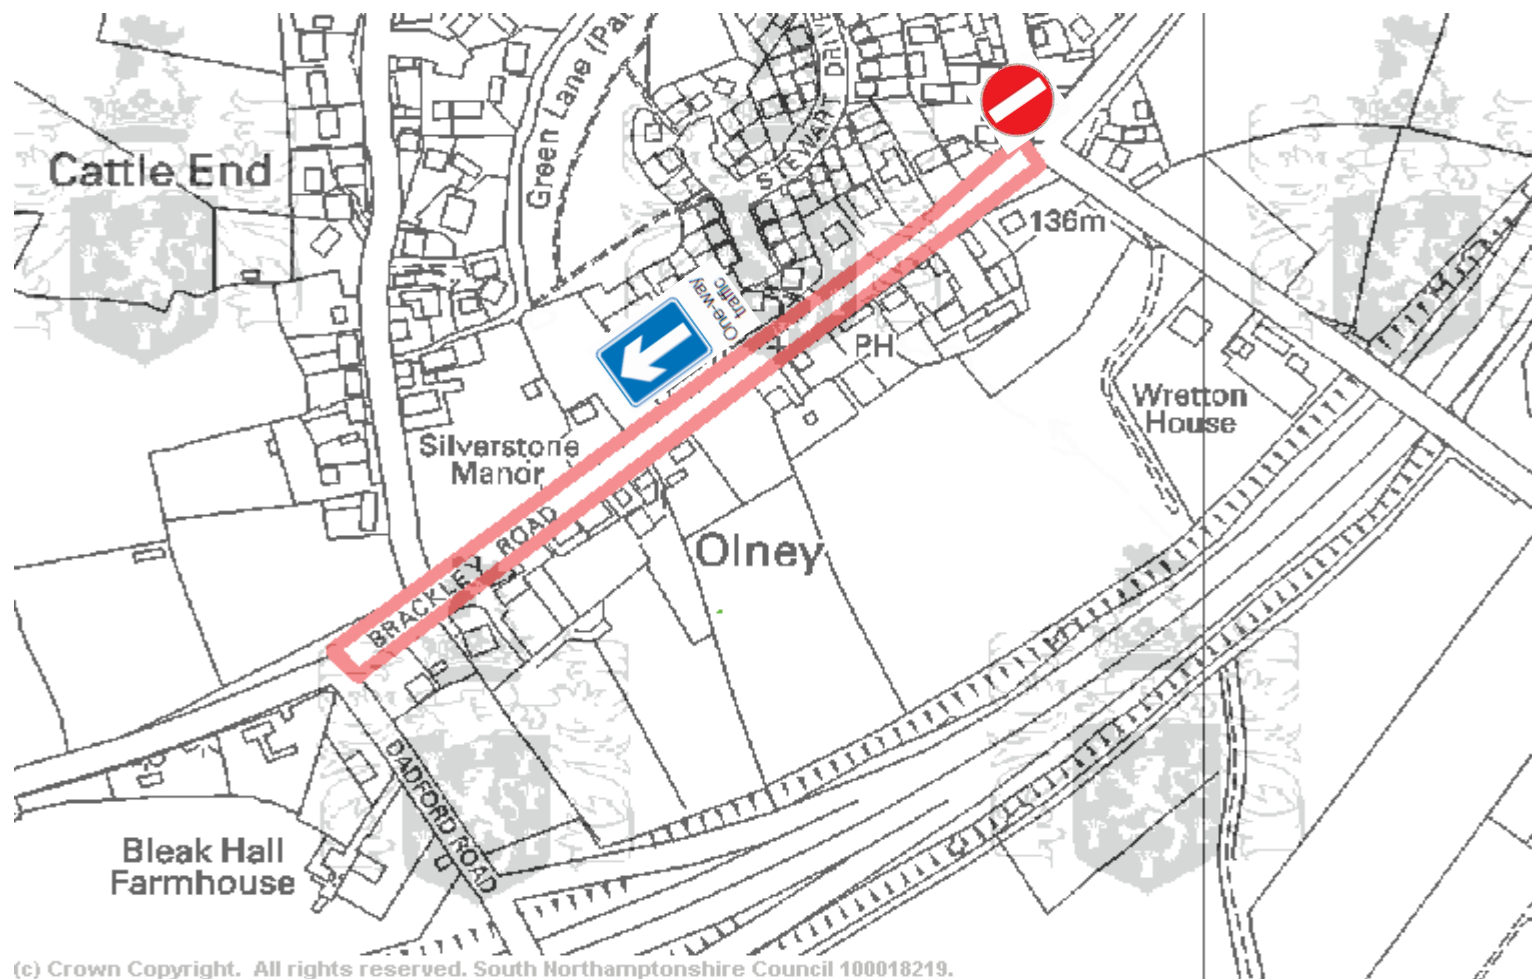 Cattle End
Green Lane (Pa
STEWART DRIV
136m
One-way
traffic
PH
Wretton
House
Silverstone
Manor
BRACKLEY ROAD
Olney
DADFORD ROAD
Bleak Hall
Farmhouse
(c) Crown Copyright. All rights reserved. South Northamptonshire Council 100018219.